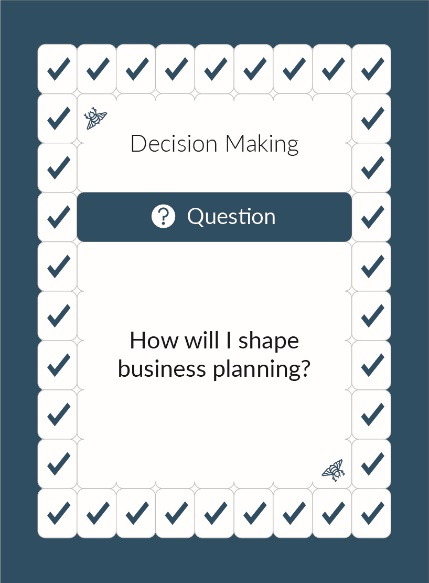 Decision Making
? Question
How will I shape
business planning?